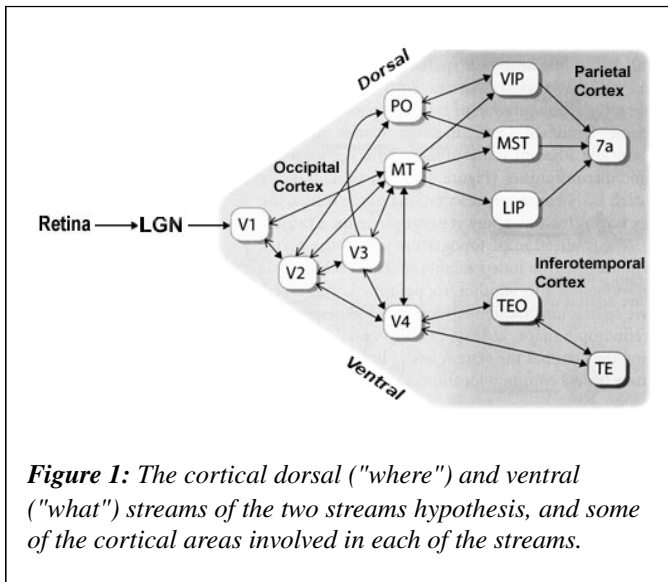 Dorsal
VIP
Parietal
Cortex
PO
MST
7a
Occipital
Cortex
MT
LIP
Retina
LGN
V1
V3
V2
Inferotemporal
Cortex
TEO
V4
TE
Ventral
Figure 1: The cortical dorsal ("where") and ventral
("what") streams of the two streams hypothesis, and some
of the cortical areas involved in each of the streams.